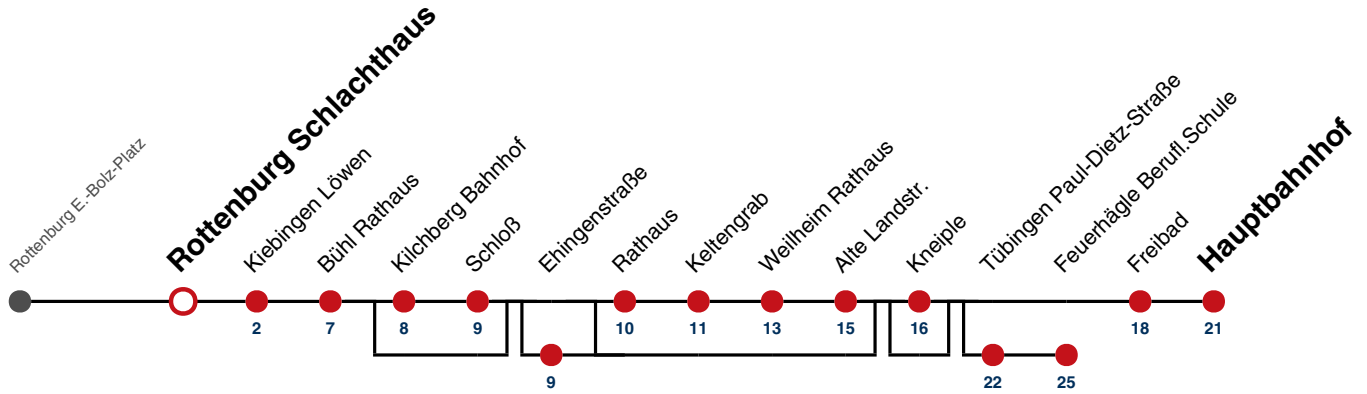 Rottenburg E.-Bolz-Platz
Rottenburg Schlachthaus
Kiebingen Löwen
Bühl Rathaus
Kilchberg Bahnhof
Schloß
Ehingenstraße
Rathaus
Keltengrab
Weilheim Rathaus
Alte Landstr.
Kneiple
Tübingen Paul-Dietz-Straße
Feuerhägle Berufl.Schule
Freibad
Hauptbahnhof
2
7
8
9
10
11
13
15
16
18
21
9
22
25